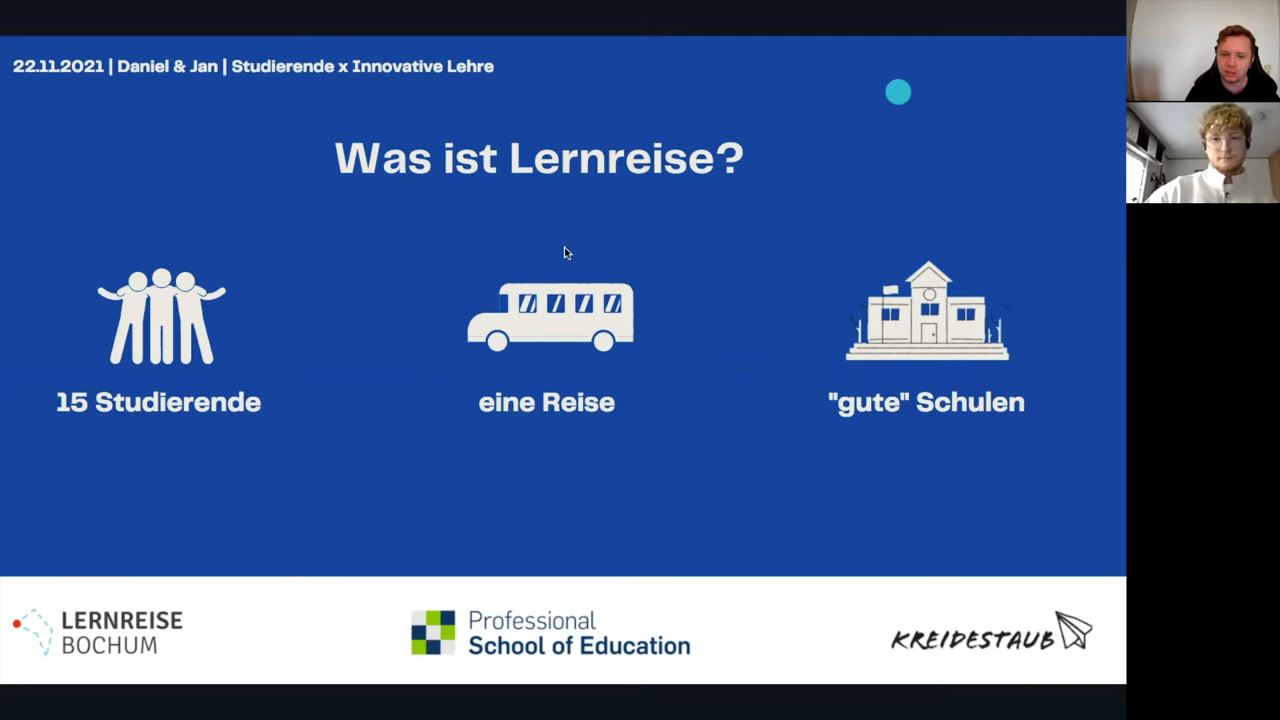 22.11.2021 | Daniel & Jan | Studierende x Innovative Lehre
Was ist Lernreise?
15 Studierende
eine Reise
"gute" Schulen
LERNREISE
BOCHUM
Professional
School of Education
KREIDESTAUB